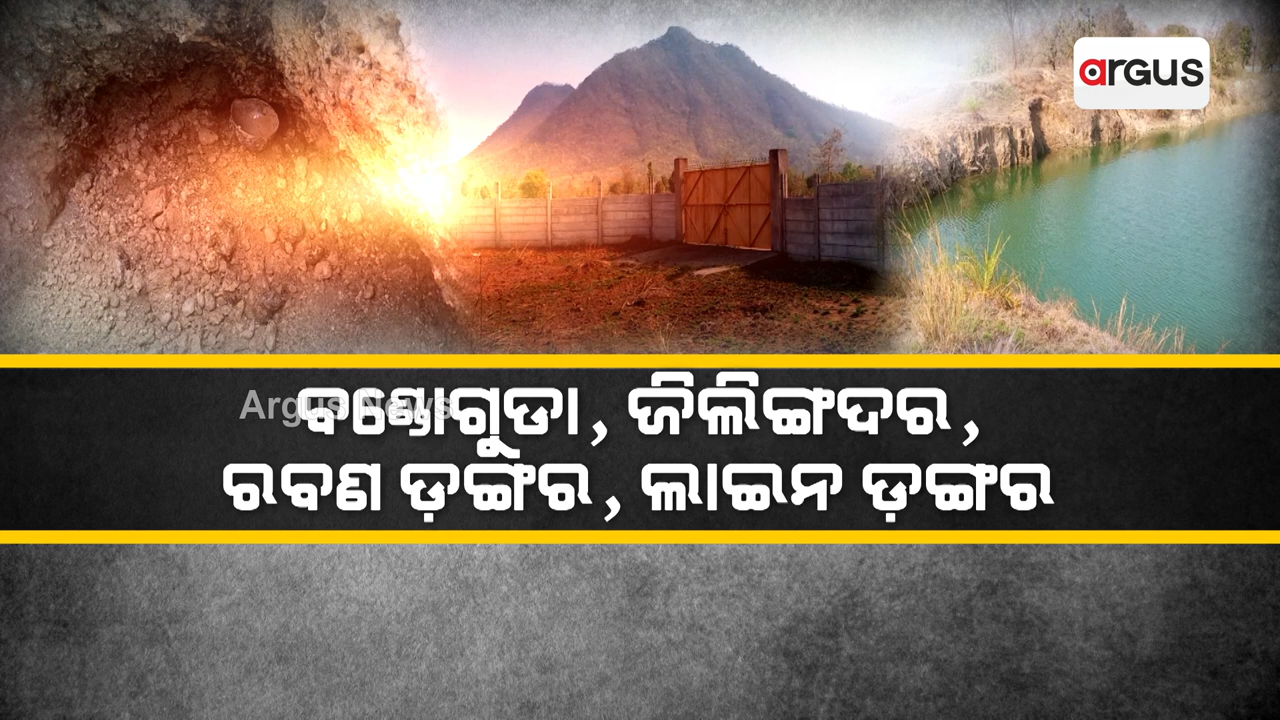 argus
Argus News
ବଣ୍ଢୋଗୁଡା, ଜିଲିଙ୍ଗଦର,
ରବଣ ଡ଼ଙ୍ଗର, ଲାଇନ ଡ଼ଙ୍ଗର